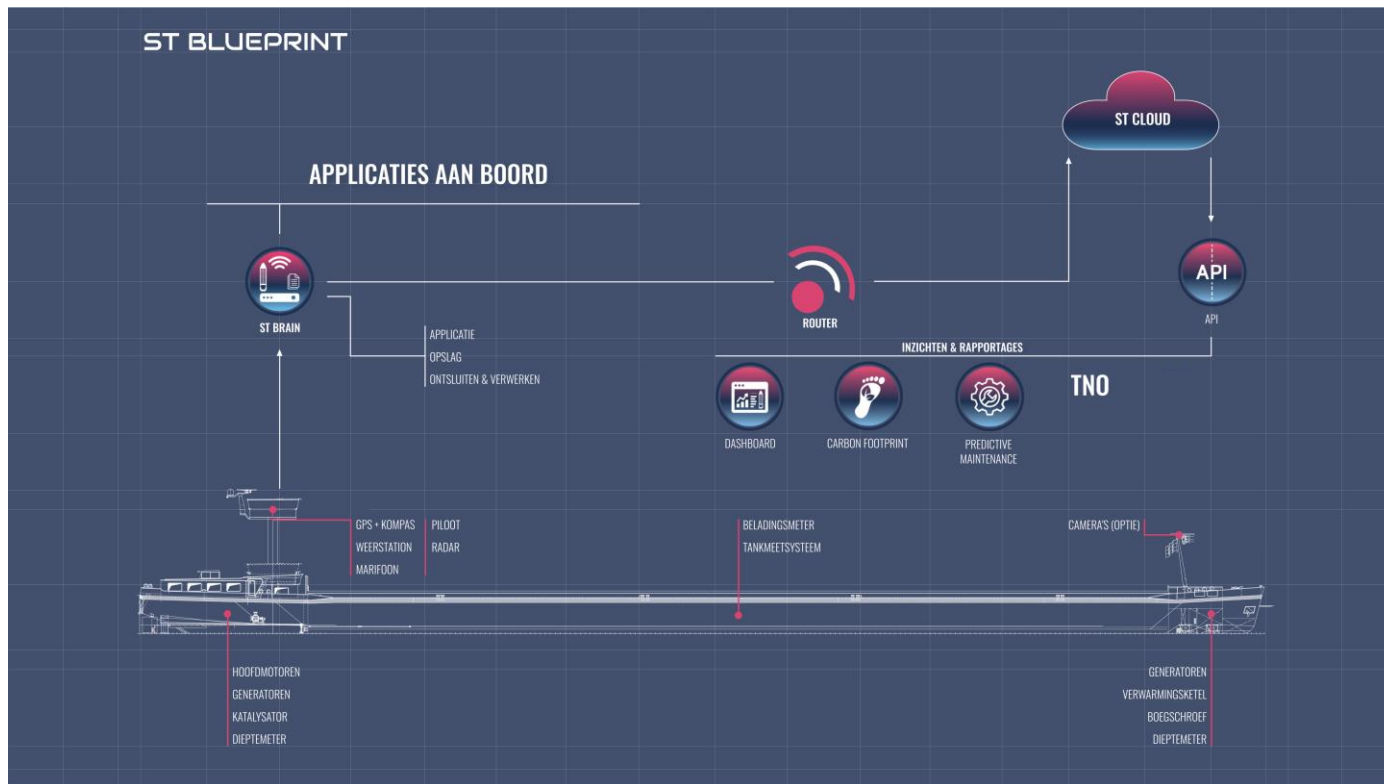 ST BLUEPRINT
ST CLOUD
APPLICATIES AAN BOORD
API
ST BRAIN
ROUTER
API
APPLICATIE
OPSLAG
ONTSLUITEN & VERWERKEN
INZICHTEN & RAPPORTAGES
TNO
DASHBOARD
CARBON FOOTPRINT
PREDICTIVE
MAINTENANCE
GPS + KOMPAS
WEERSTATION
MARIFOON
PILOOT
RADAR
BELADINGSMETER
TANKMEETSYSTEEM
CAMERA'S (OPTIE)
HOOFDMOTOREN
GENERATOREN
KATALYSATOR
DIEPTEMETER
GENERATOREN
VERWARMINGSKETEL
BOEGSCHROEF
DIEPTEMETER